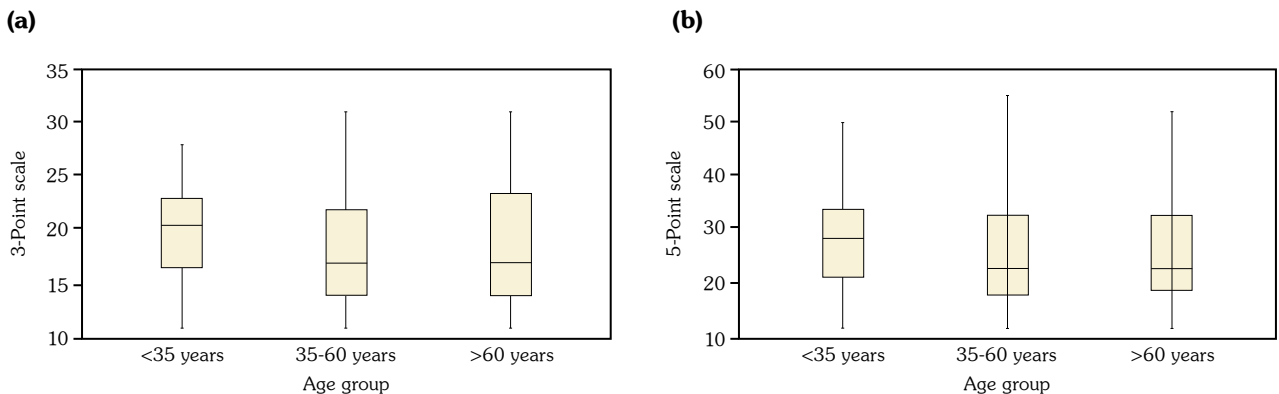 (a)
35
30
25
20
15
10
3-Point scale
<35 years 35-60 years >60 years
Age group
(b)
60
50
40
30
20
10
5-Point scale
<35 years 35-60 years >60 years
Age group